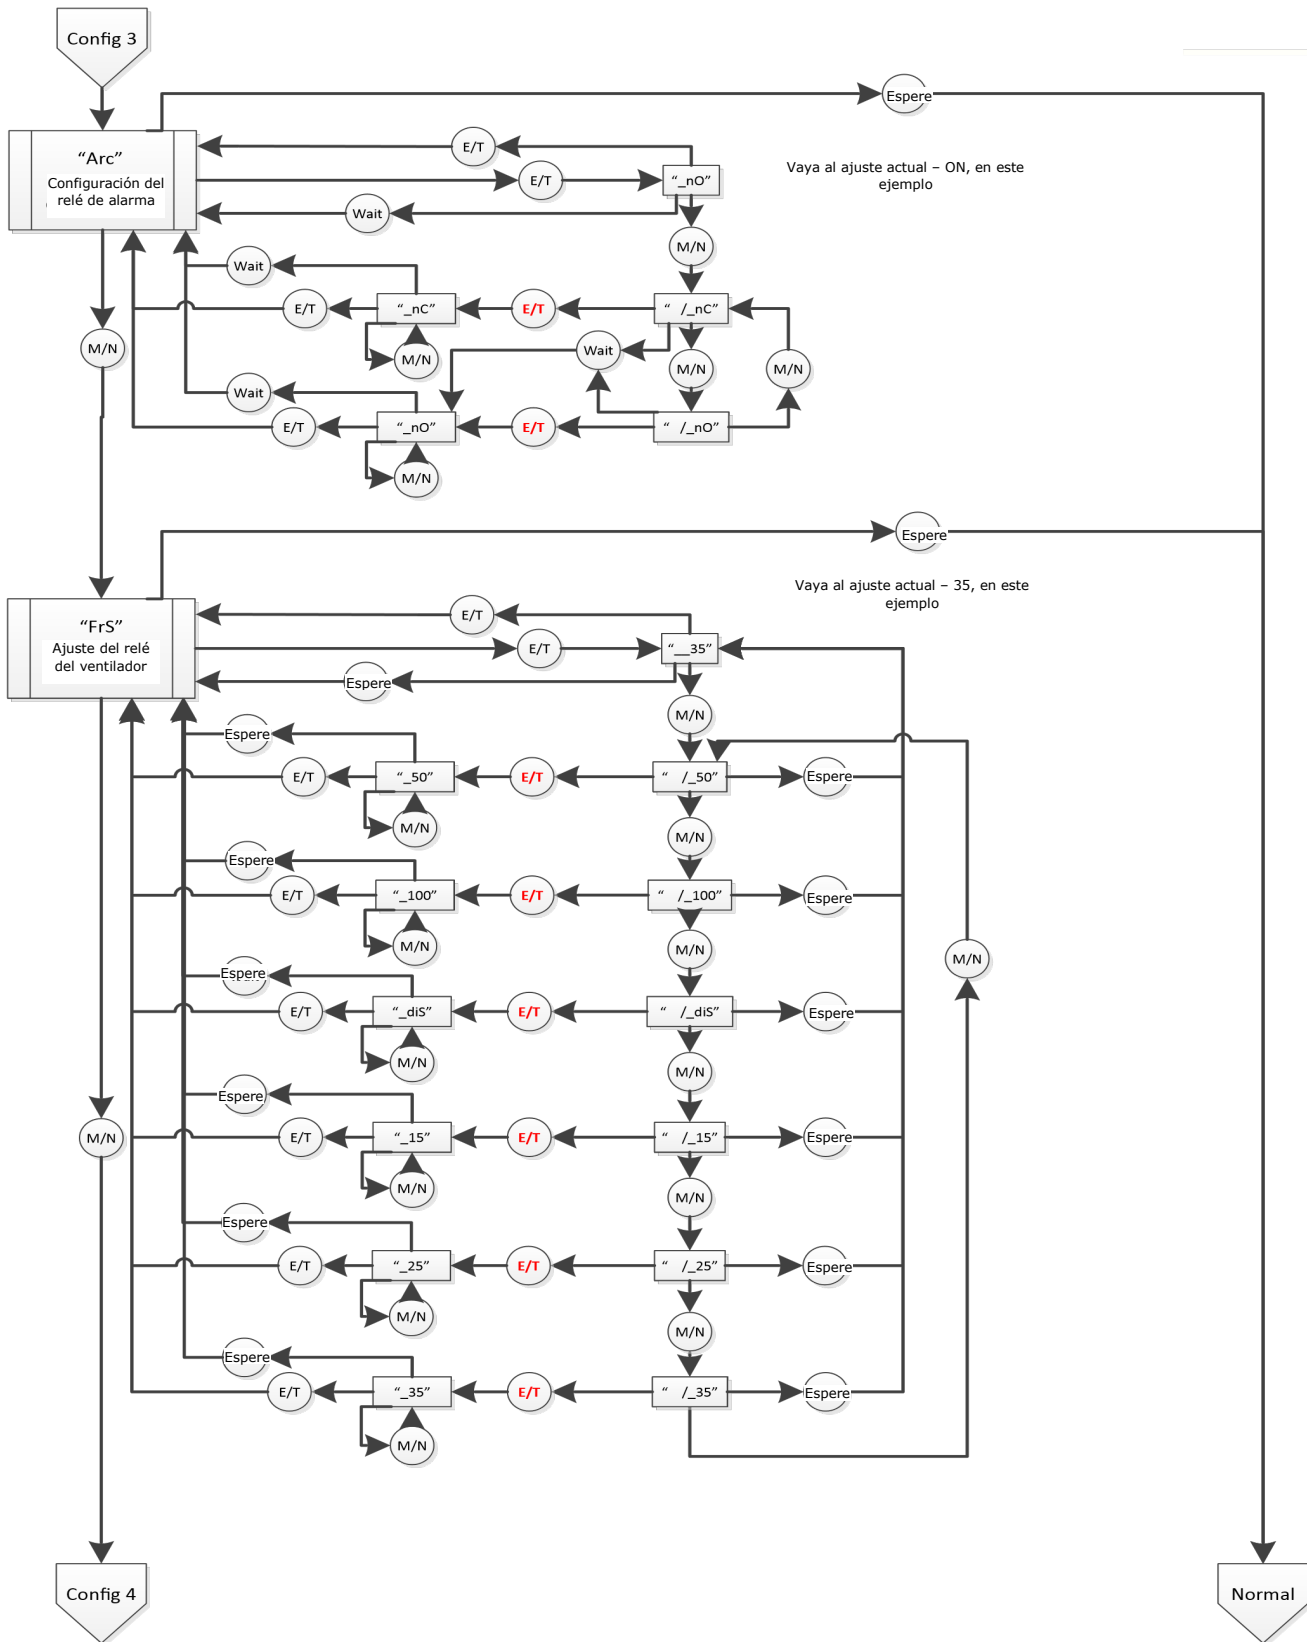 Config 3
Espere
“Arc”
Configuración del
relé de alarma
E/T
E/T
“_nO”
Vaya al ajuste actual – ON, en este
ejemplo
Wait
M/N
Wait
E/T
“_nC”
E/T
“ /_nC”
M/N
M/N
Wait
M/N
M/N
Wait
E/T
“_nO”
E/T
“ /_nO”
M/N
Espere
Vaya al ajuste actual – 35, en este
ejemplo
“FrS”
Ajuste del relé
del ventilador
E/T
E/T
“__35”
Espere
M/N
Espere
E/T
“_50”
E/T
“ /_50”
Espere
M/N
M/N
Espere
E/T
“_100”
E/T
“ /_100”
Espere
M/N
M/N
M/N
Espere
E/T
“_diS”
E/T
“ /_diS”
Espere
M/N
M/N
Espere
M/N
E/T
“_15”
E/T
“ /_15”
Espere
M/N
M/N
Espere
E/T
“_25”
E/T
“ /_25”
Espere
M/N
M/N
Espere
E/T
“_35”
E/T
“ /_35”
Espere
M/N
Config 4
Normal